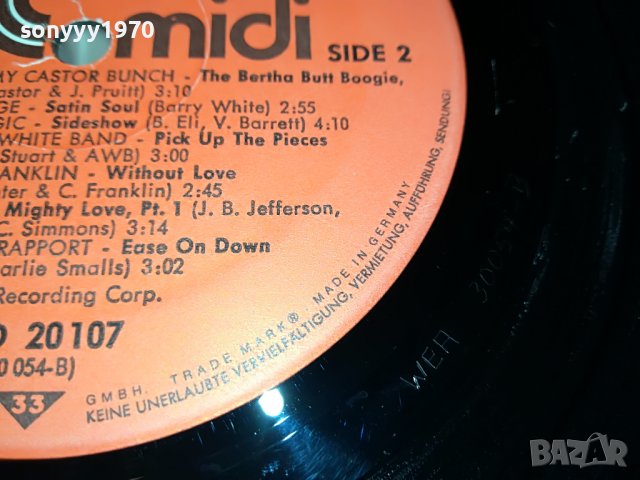 sonyyy1970
midi
SIDE 2
MY CASTOR BUNCH - The Bertha Butt Boogie,
astor & J. Pruitt) 3:10
GE - Satin Soul (Barry White) 2:55
GIC - Sideshow (B. Eli, V. Barrett) 4:10
WHITE BAND - Pick Up The Pieces
Stuart & AWB) 3:00
ANKLIN - Without Love
ter & C. Franklin) 2:45
Mighty Love, Pt. 1 (J. B. Jefferson,
C. Simmons) 3:14
RAPPORT - Ease On Down
arlie Smalls) 3:02
Recording Corp.
20107
0 054-B)
33
GMBH. TRADE MARK® MADE IN GERMANY
KEINE UNERLAUBTE VERVIELFÄLTIGUNG, VERMIETUNG, AUFFÜHRUNG, SENDUNG!
WEA
BAZAR